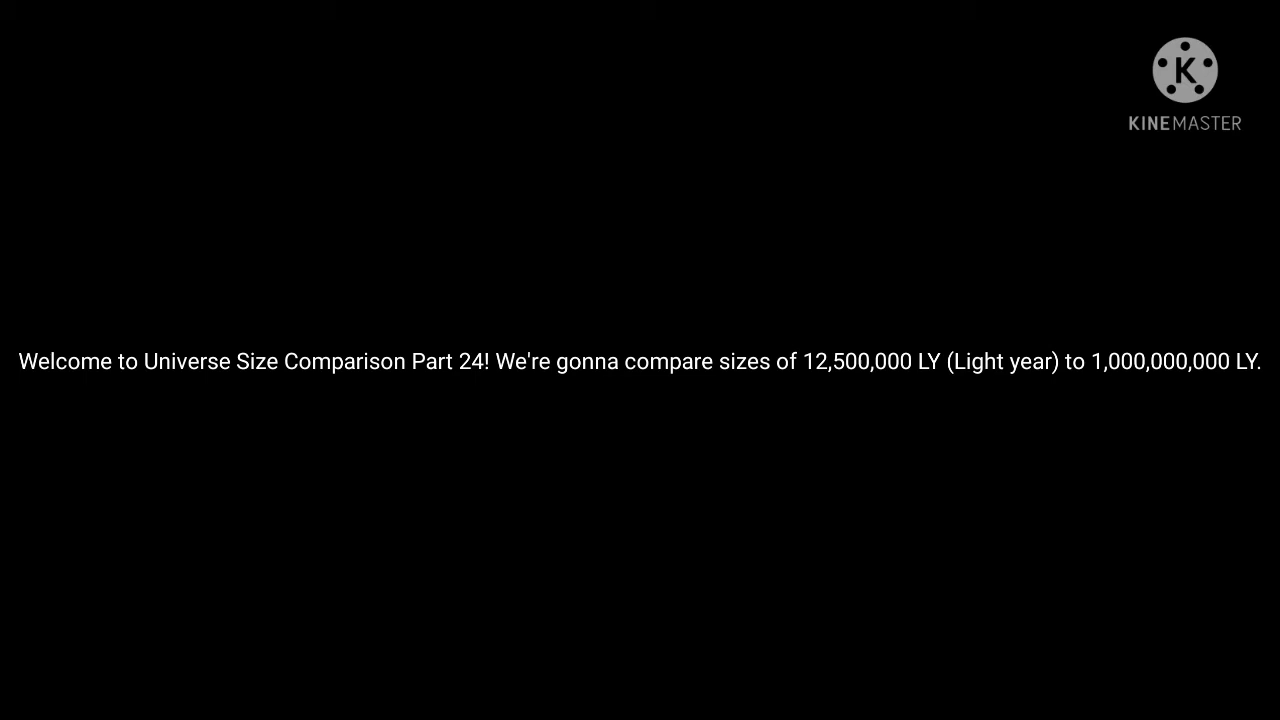 K
KINEMASTER
Welcome to Universe Size Comparison Part 24! We're gonna compare sizes of 12,500,000 LY (Light year) to 1,000,000,000 LY.